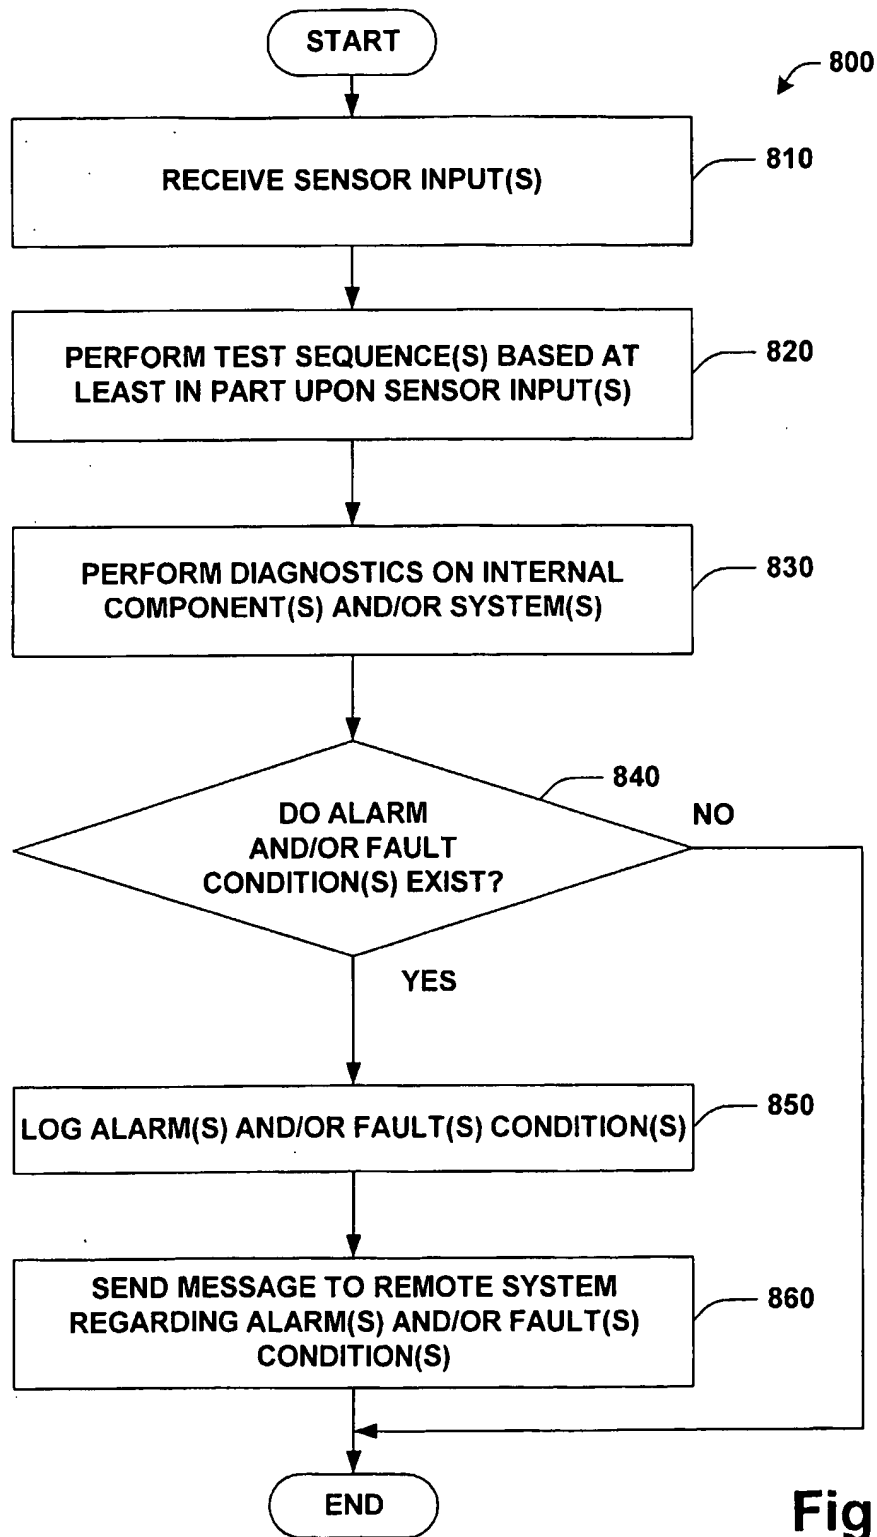 START
800
RECEIVE SENSOR INPUT(S)
810
PERFORM TEST SEQUENCE(S) BASED AT
LEAST IN PART UPON SENSOR INPUT(S)
820
PERFORM DIAGNOSTICS ON INTERNAL
COMPONENT(S) AND/OR SYSTEM(S)
830
840
DO ALARM
AND/OR FAULT
CONDITION(S) EXIST?
NO
YES
LOG ALARM(S) AND/OR FAULT(S) CONDITION(S)
850
SEND MESSAGE TO REMOTE SYSTEM
REGARDING ALARM(S) AND/OR FAULT(S)
CONDITION(S)
860
END
Fig